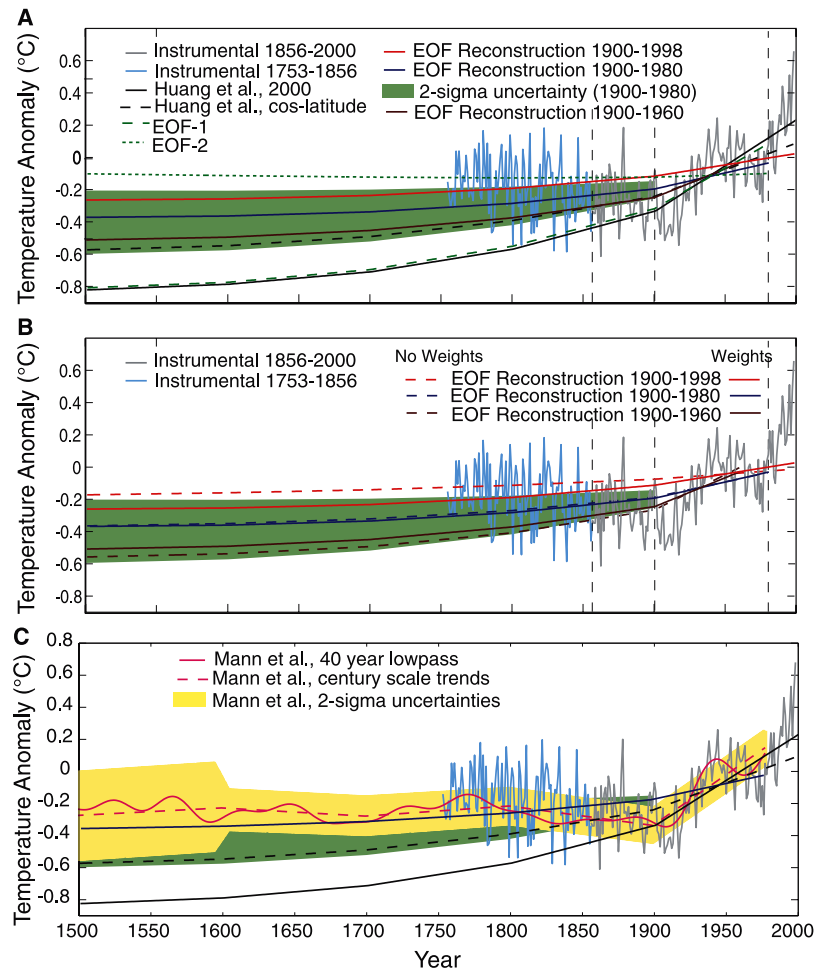 A
Temperature Anomaly (°C)
0.6
0.4
0.2
0
-0.2
-0.4
-0.6
-0.8
Instrumental 1856-2000
Instrumental 1753-1856
Huang et al., 2000
Huang et al., cos-latitude
EOF-1
EOF-2
EOF Reconstruction 1900-1998
EOF Reconstruction 1900-1980
2-sigma uncertainty (1900-1980)
EOF Reconstruction 1900-1960
B
Temperature Anomaly (°C)
0.6
0.4
0.2
0
-0.2
-0.4
-0.6
-0.8
Instrumental 1856-2000
Instrumental 1753-1856
No Weights
Weights
EOF Reconstruction 1900-1998
EOF Reconstruction 1900-1980
EOF Reconstruction 1900-1960
C
Temperature Anomaly (°C)
0.8
0.6
0.4
0.2
0
-0.2
-0.4
-0.6
-0.8
Mann et al., 40 year lowpass
Mann et al., century scale trends
Mann et al., 2-sigma uncertainties
1500 1550 1600 1650 1700 1750 1800 1850 1900 1950 2000
Year